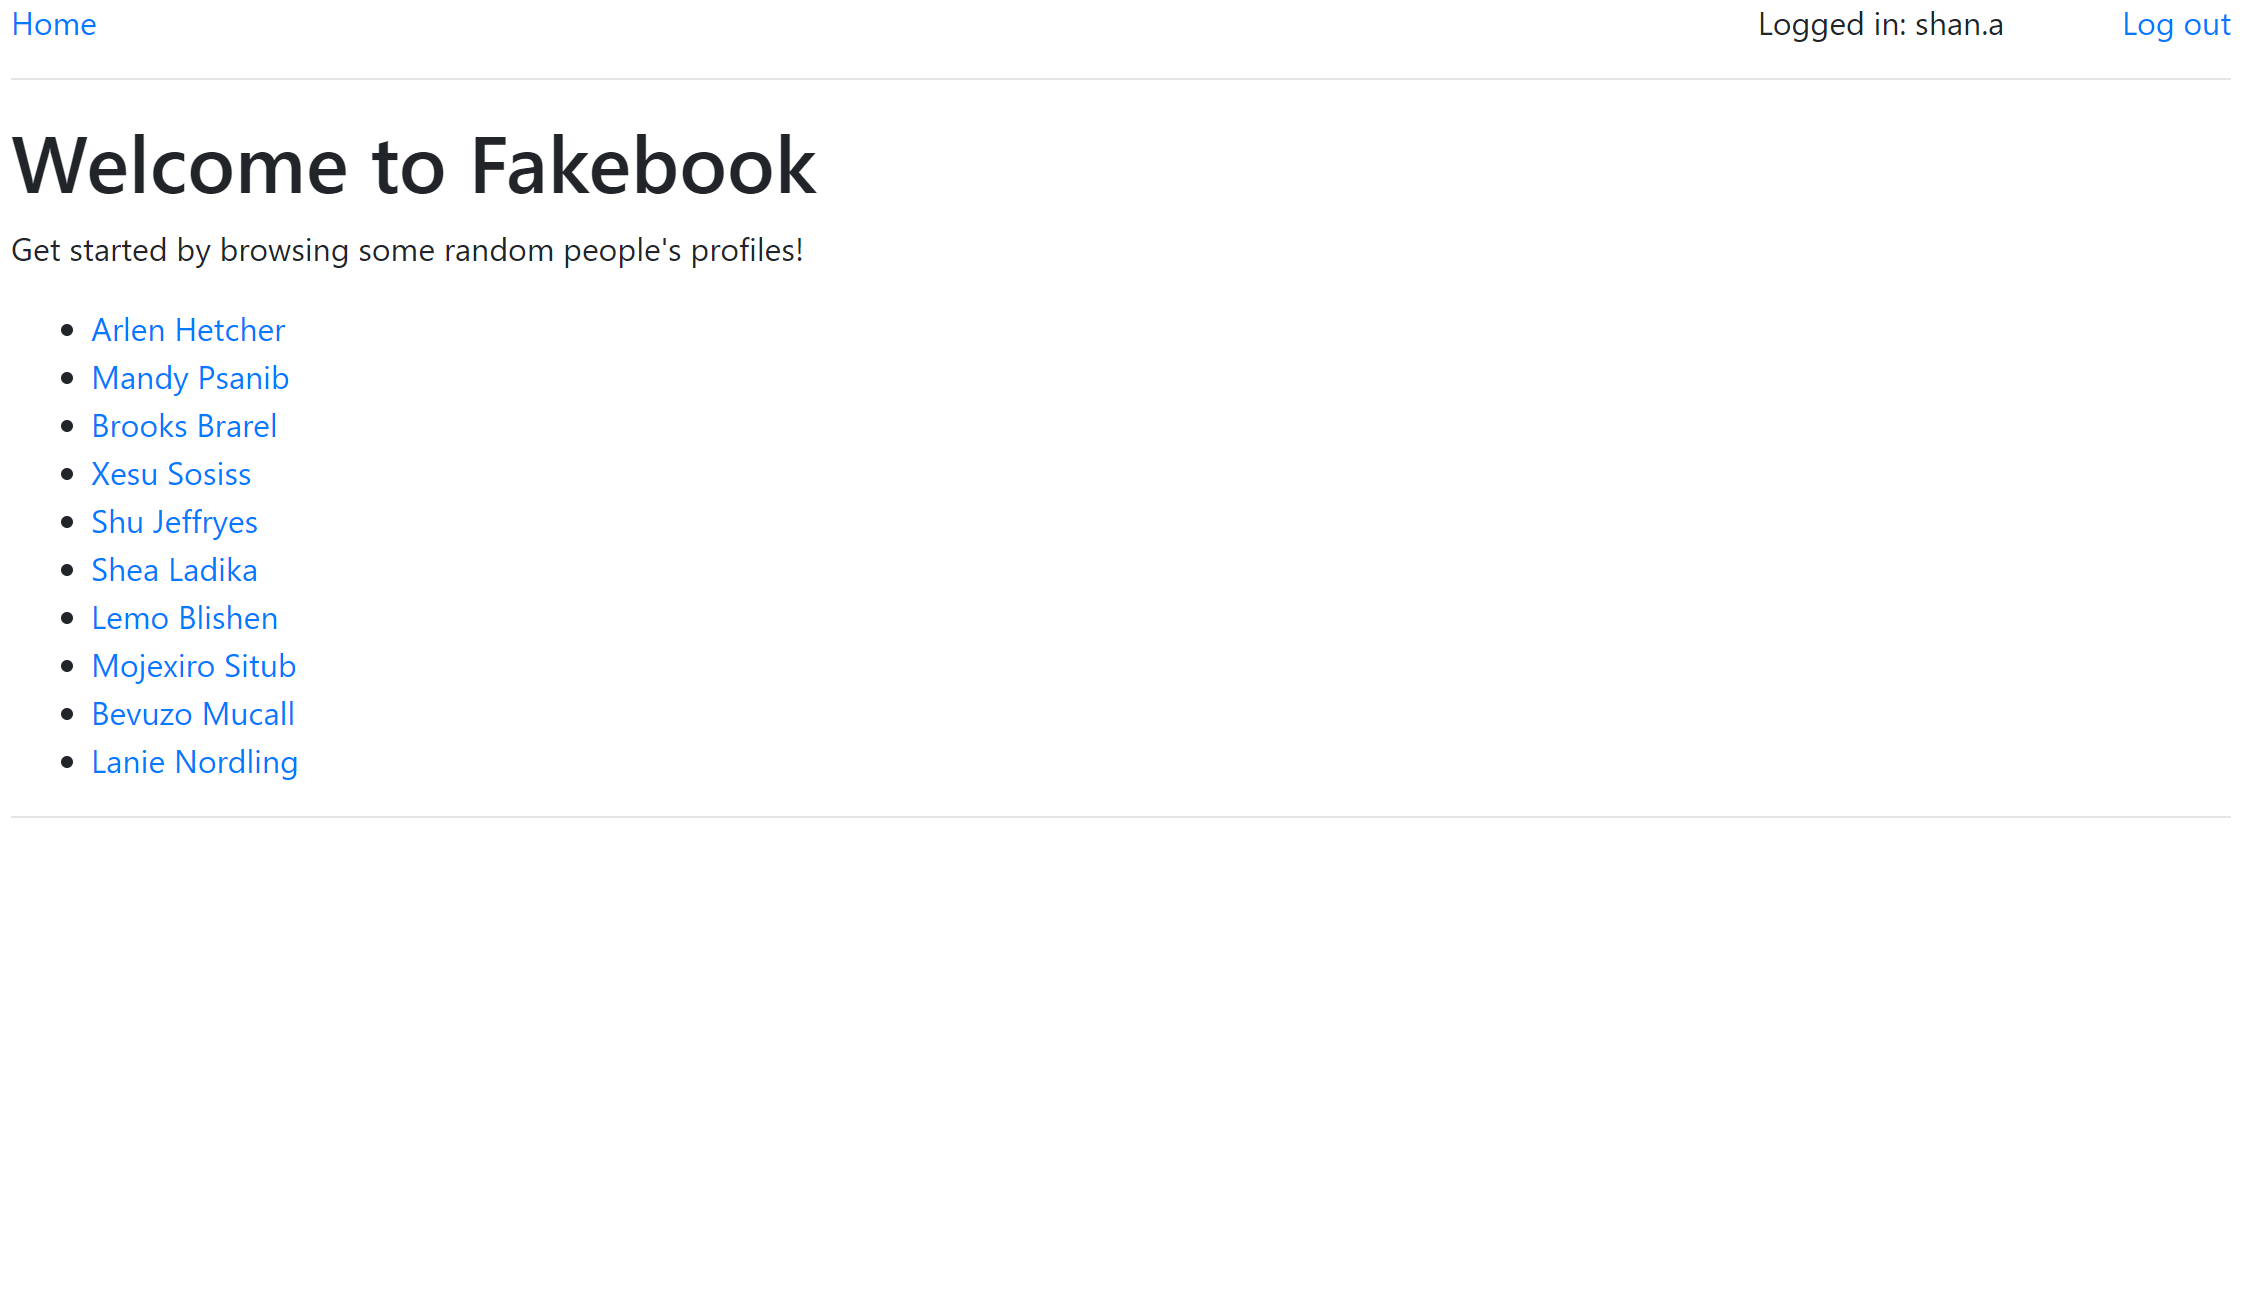 Home Logged in: shan.a Log out
Welcome to Fakebook
Get started by browsing some random people's profiles!
Arlen Hetcher
Mandy Psanib
Brooks Brarel
Xesu Sosiss
Shu Jeffryes
Shea Ladika
Lemo Blishen
Mojexiro Situb
Bevuzo Mucall
Lanie Nordling